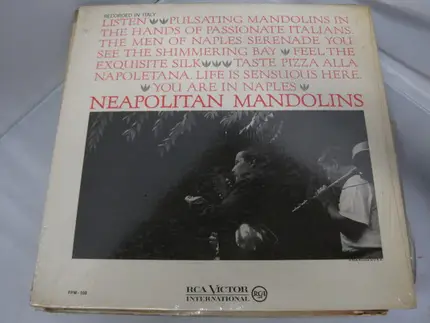 RECORDED IN ITALY
LISTEN PULSATING MANDOLINS IN
THE HANDS OF PASSIONATE ITALIANS.
THE MEN OF NAPLES SERENADE YOU.
SEE THE SHIMMERING BAY FEEL THE
EXQUISITE SILK TASTE PIZZA ALLA
NAPOLETANA. LIFE IS SENSUOUS HERE.
YOU ARE IN NAPLES
NEAPOLITAN MANDOLINS
RCA VICTOR
INTERNATIONAL
RCA